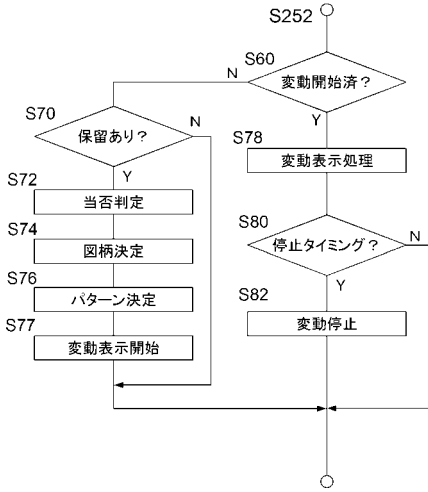 S252
S60
変動開始済？
N
Y
S70
保留あり？
N
Y
S78
変動表示処理
S72
当否判定
S74
図柄決定
S76
パターン決定
S77
変動表示開始
S80
停止タイミング？
N
Y
S82
変動停止